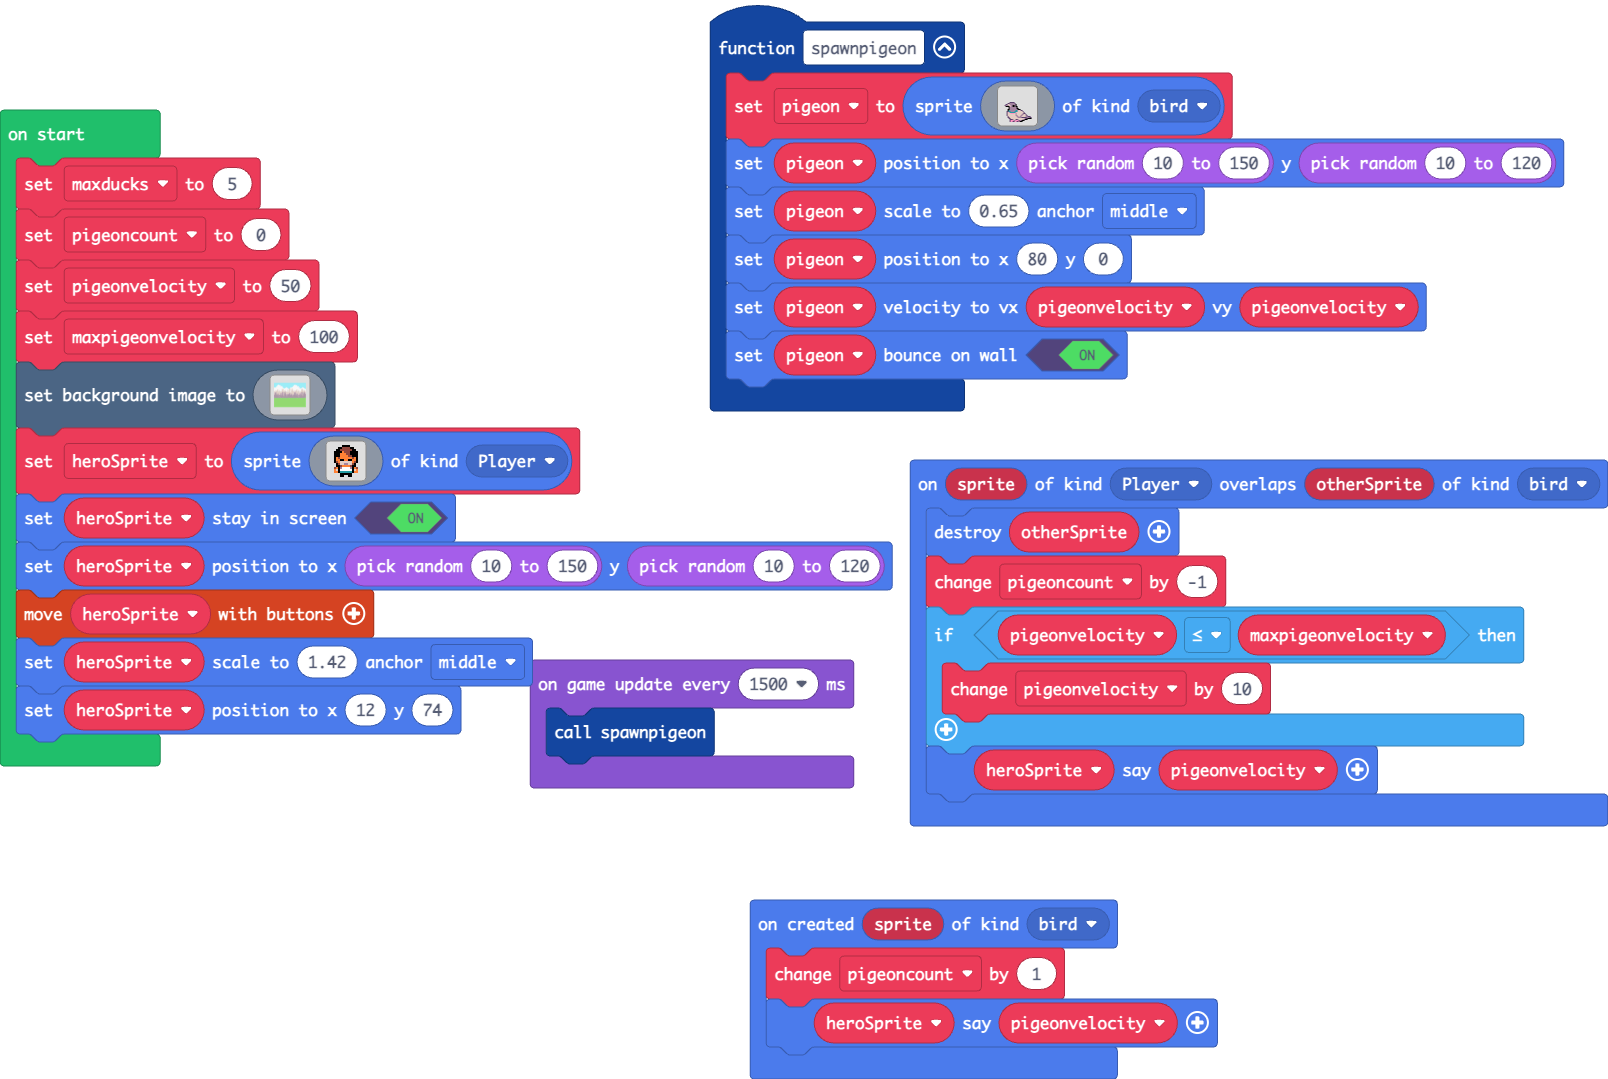 on start
set maxducks to 5
set pigeoncount to 0
set pigeonvelocity to 50
set maxpigeonvelocity to 100
set background image to
set heroSprite to sprite of kind Player
set heroSprite stay in screen ON
set heroSprite position to x pick random 10 to 150 y pick random 10 to 120
move heroSprite with buttons
set heroSprite scale to 1.42 anchor middle
set heroSprite position to x 12 y 74
function spawnpigeon
set pigeon to sprite of kind bird
set pigeon position to x pick random 10 to 150 y pick random 10 to 120
set pigeon scale to 0.65 anchor middle
set pigeon position to x 80 y 0
set pigeon velocity to vx pigeonvelocity vy pigeonvelocity
set pigeon bounce on wall ON
on game update every 1500 ms
call spawnpigeon
on sprite of kind Player overlaps otherSprite of kind bird
destroy otherSprite
change pigeoncount by -1
if pigeonvelocity ≤ maxpigeonvelocity then
change pigeonvelocity by 10
heroSprite say pigeonvelocity
on created sprite of kind bird
change pigeoncount by 1
heroSprite say pigeonvelocity